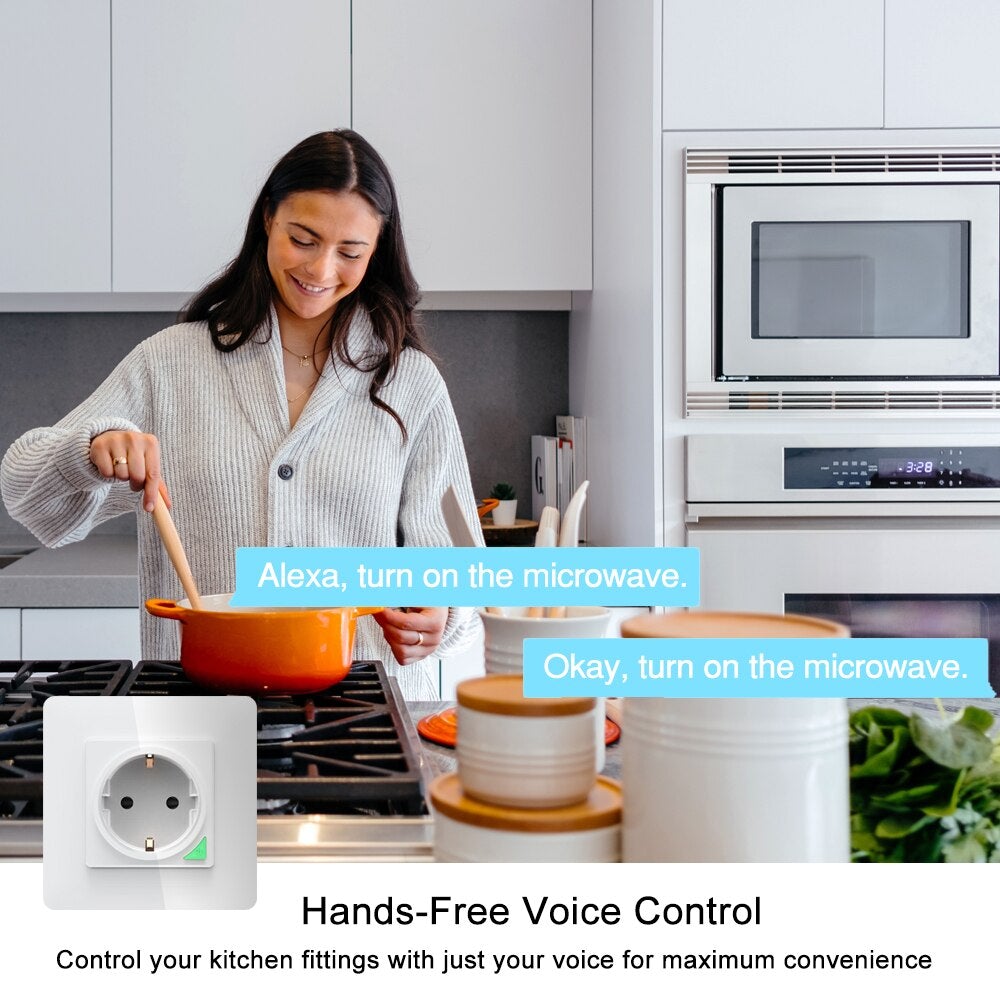 3:28
Alexa, turn on the microwave.
Okay, turn on the microwave.
Hands-Free Voice Control
Control your kitchen fittings with just your voice for maximum convenience